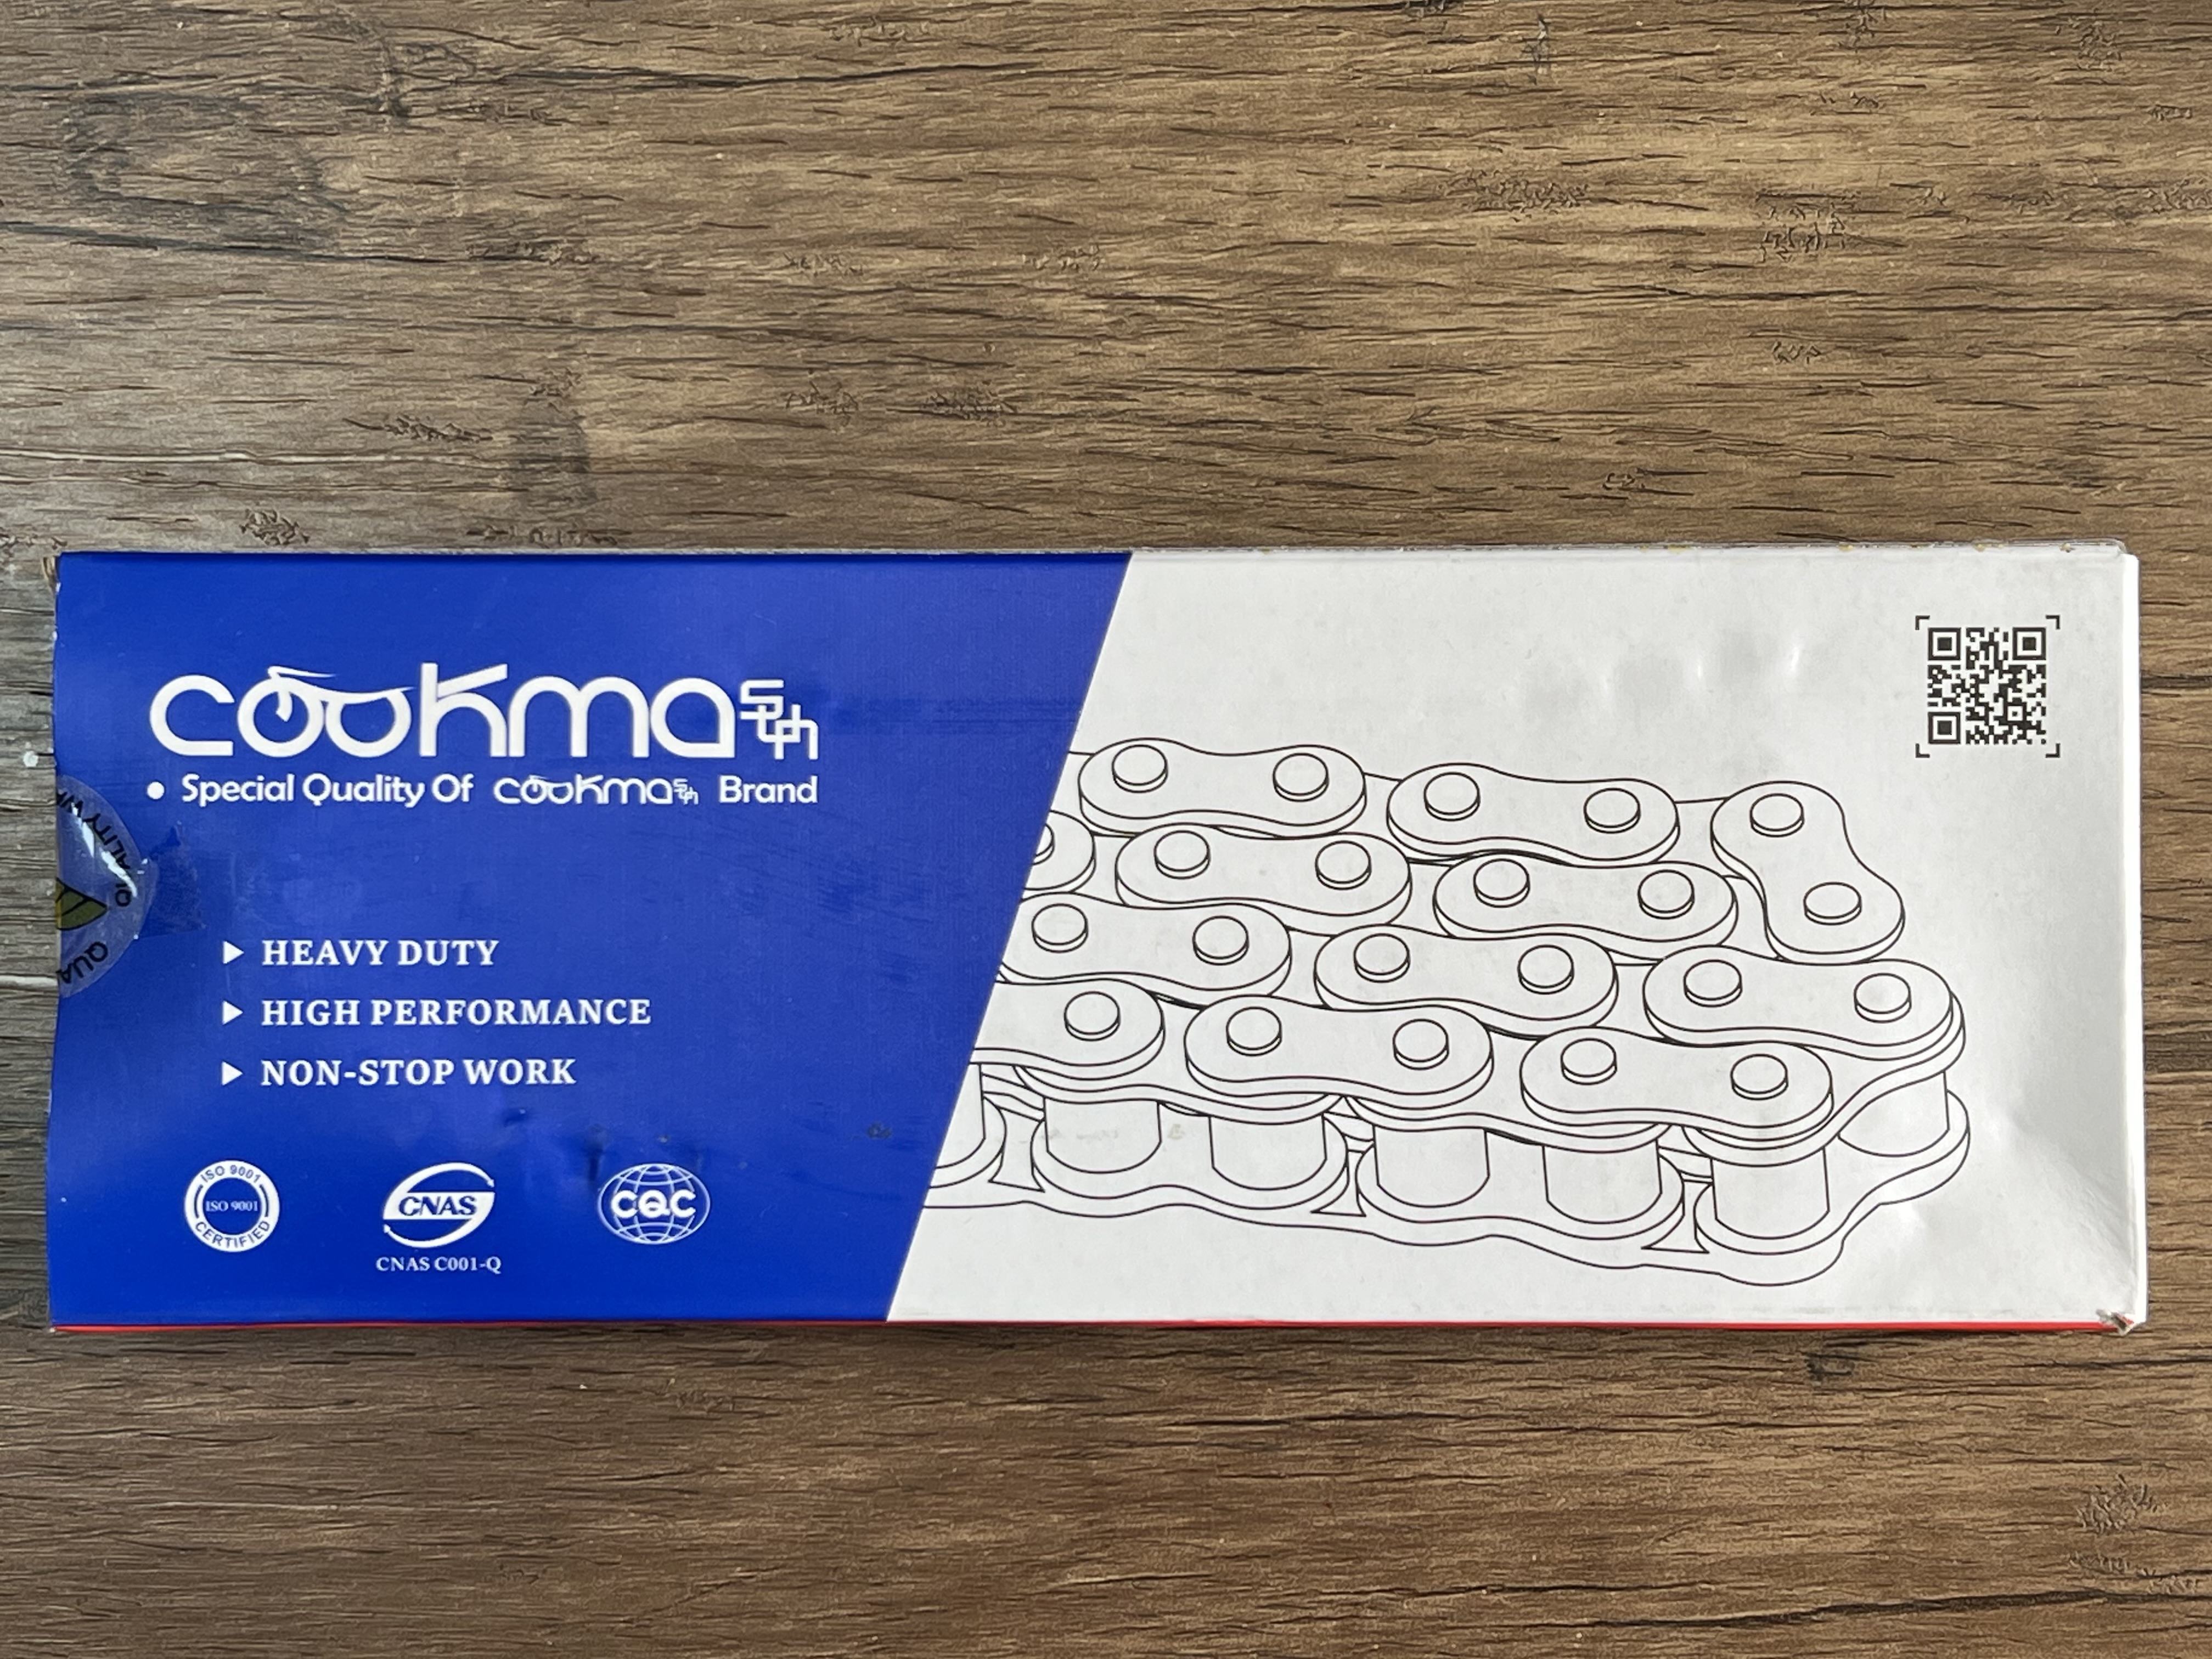 cookma
Special Quality Of cookma Brand
HEAVY DUTY
HIGH PERFORMANCE
NON-STOP WORK
ISO 9001
ISO 9001
CERTIFIED
CNAS
CNAS C001-Q
CQC